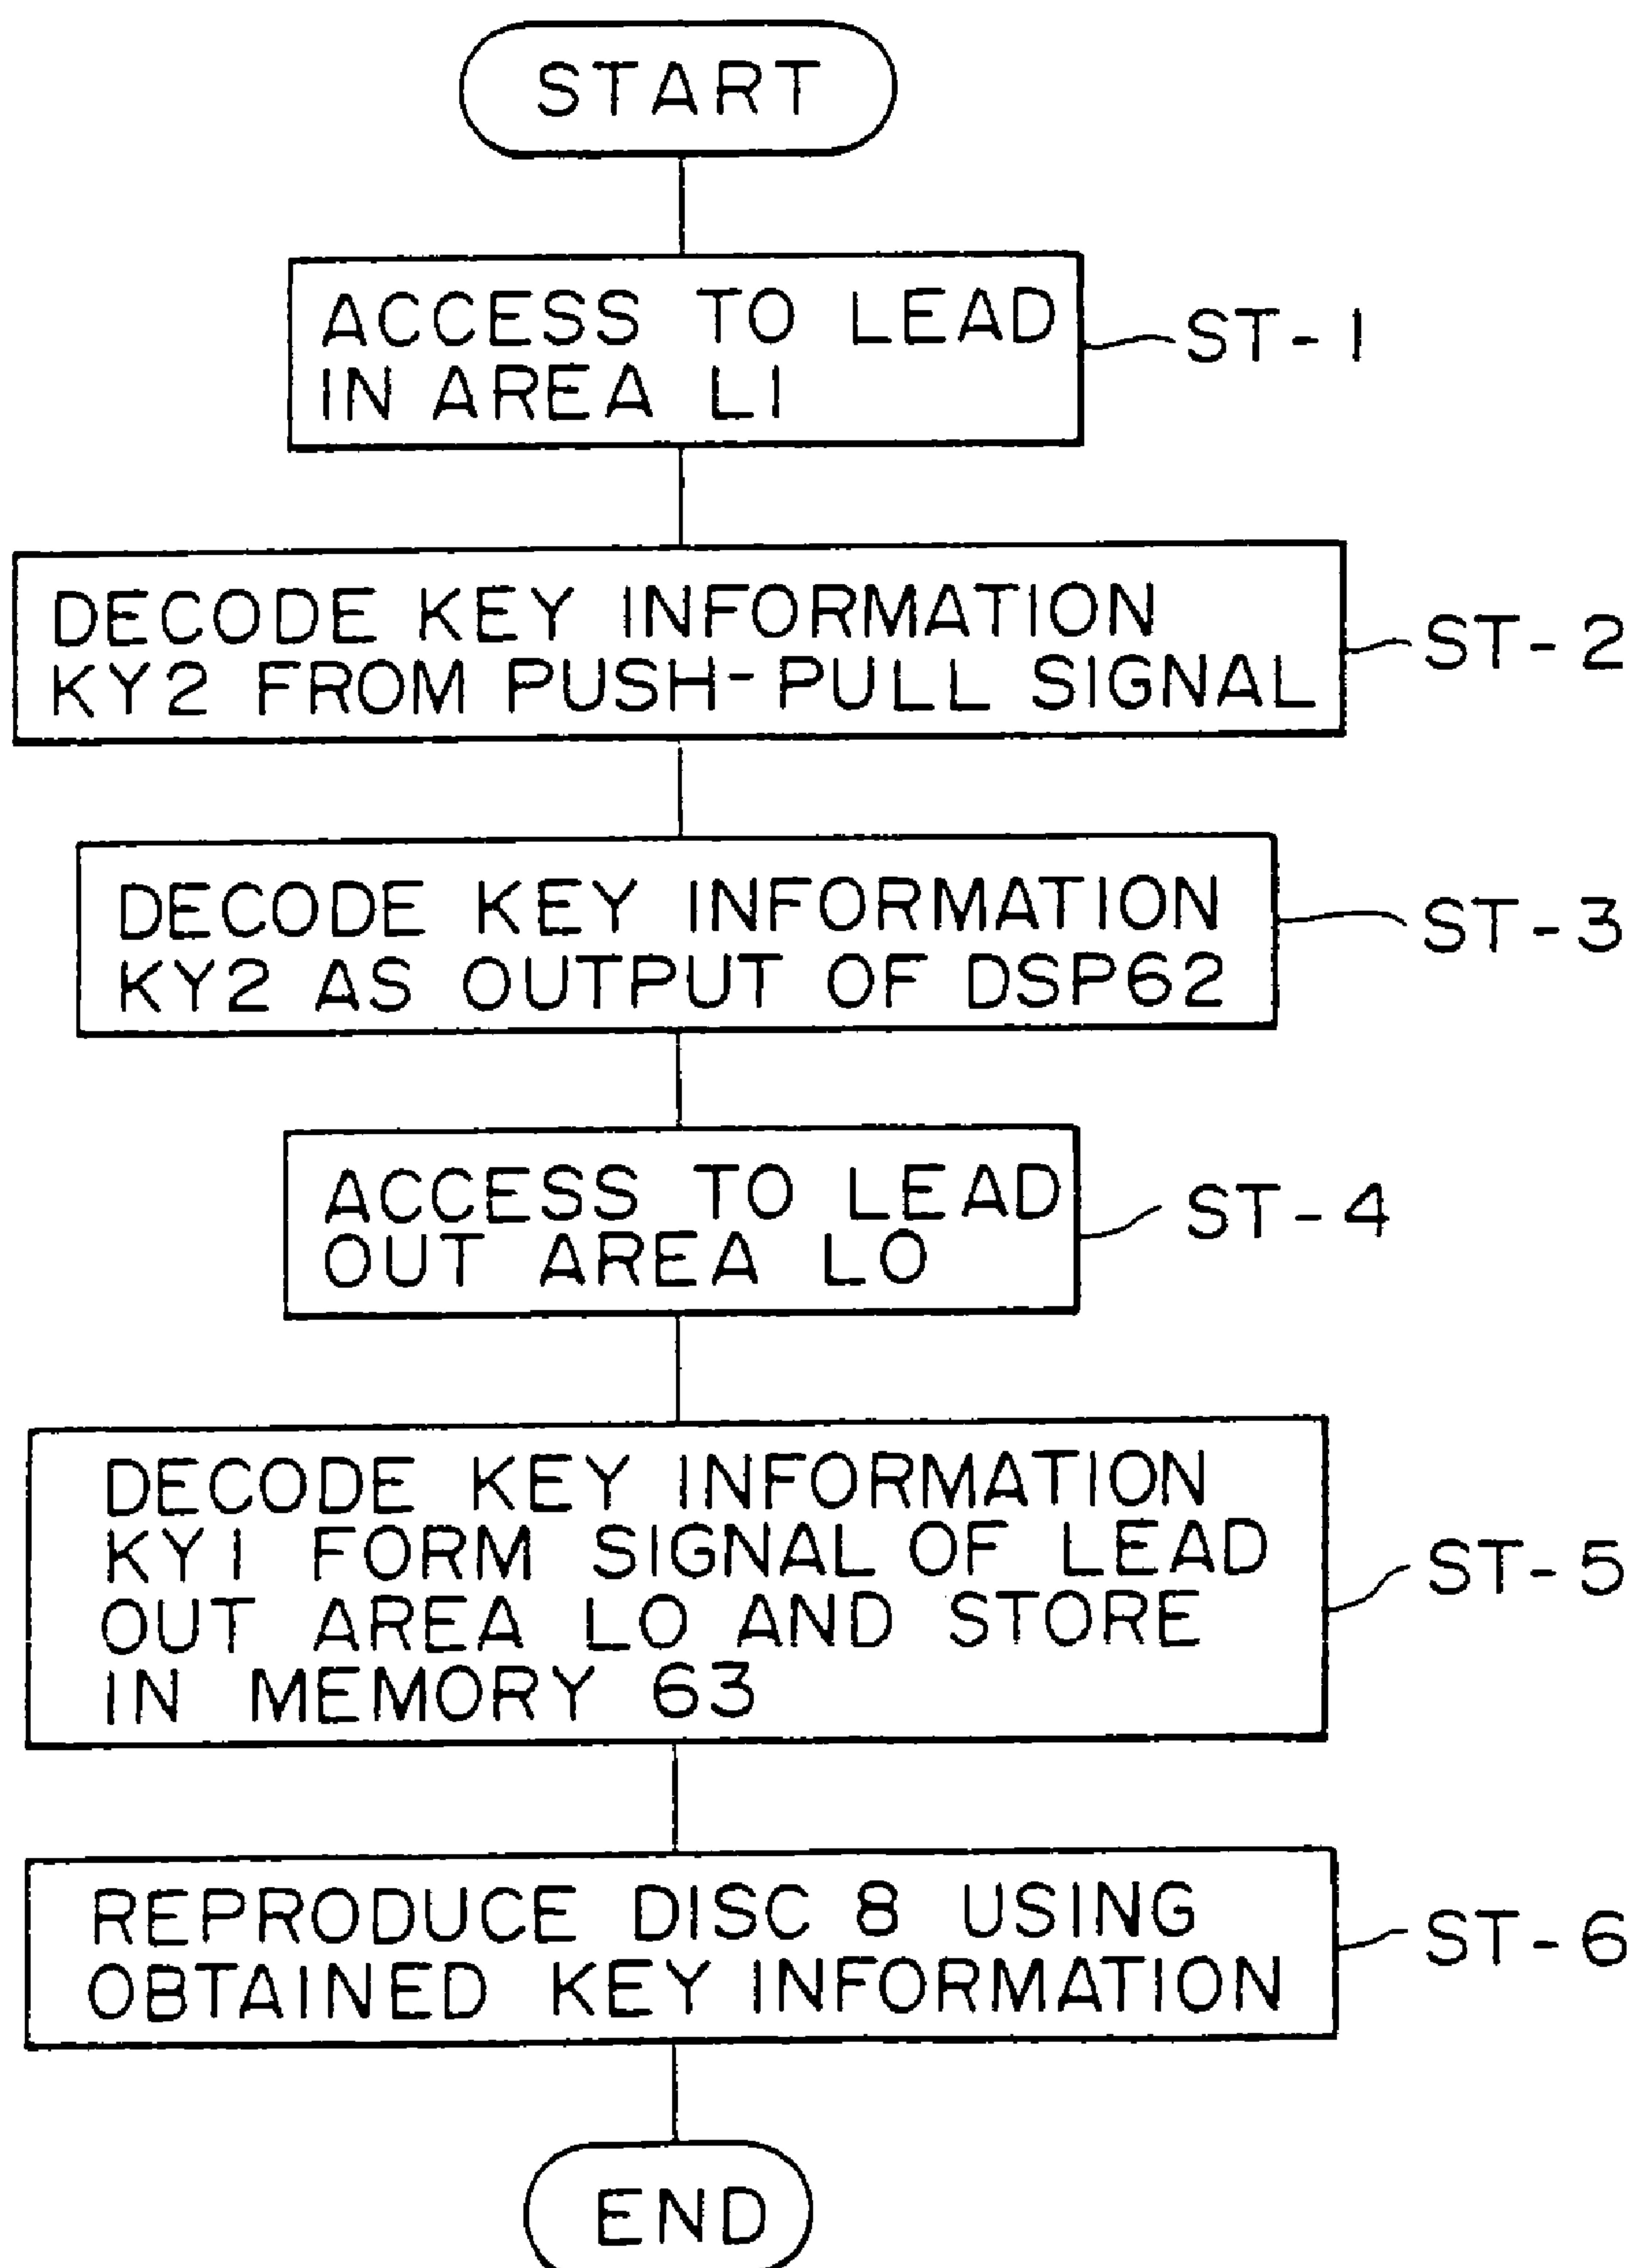 START
ACCESS TO LEAD
IN AREA LI
ST-1
DECODE KEY INFORMATION
KY2 FROM PUSH-PULL SIGNAL
ST-2
DECODE KEY INFORMATION
KY2 AS OUTPUT OF DSP62
ST-3
ACCESS TO LEAD
OUT AREA LO
ST-4
DECODE KEY INFORMATION
KY1 FORM SIGNAL OF LEAD
OUT AREA LO AND STORE
IN MEMORY 63
ST-5
REPRODUCE DISC 8 USING
OBTAINED KEY INFORMATION
ST-6
END